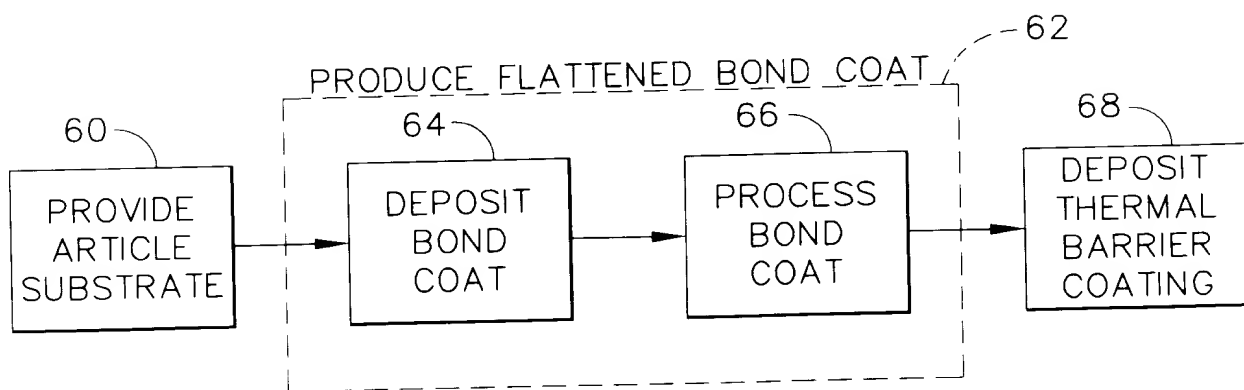 62
PRODUCE FLATTENED BOND COAT
60
PROVIDE
ARTICLE
SUBSTRATE
64
DEPOSIT
BOND
COAT
66
PROCESS
BOND
COAT
68
DEPOSIT
THERMAL
BARRIER
COATING